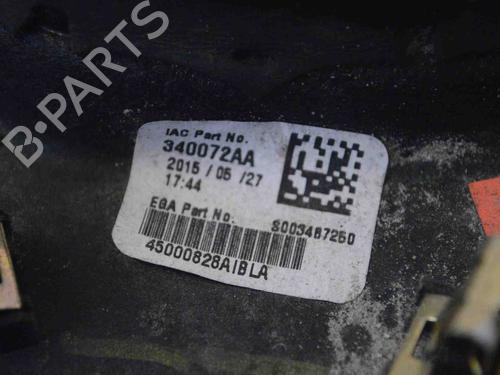 IAC Part No.
340072AA
2015 / 05 / 27
17:44
EGA Part No. S003487250
45000828AIBLA
B PARTS